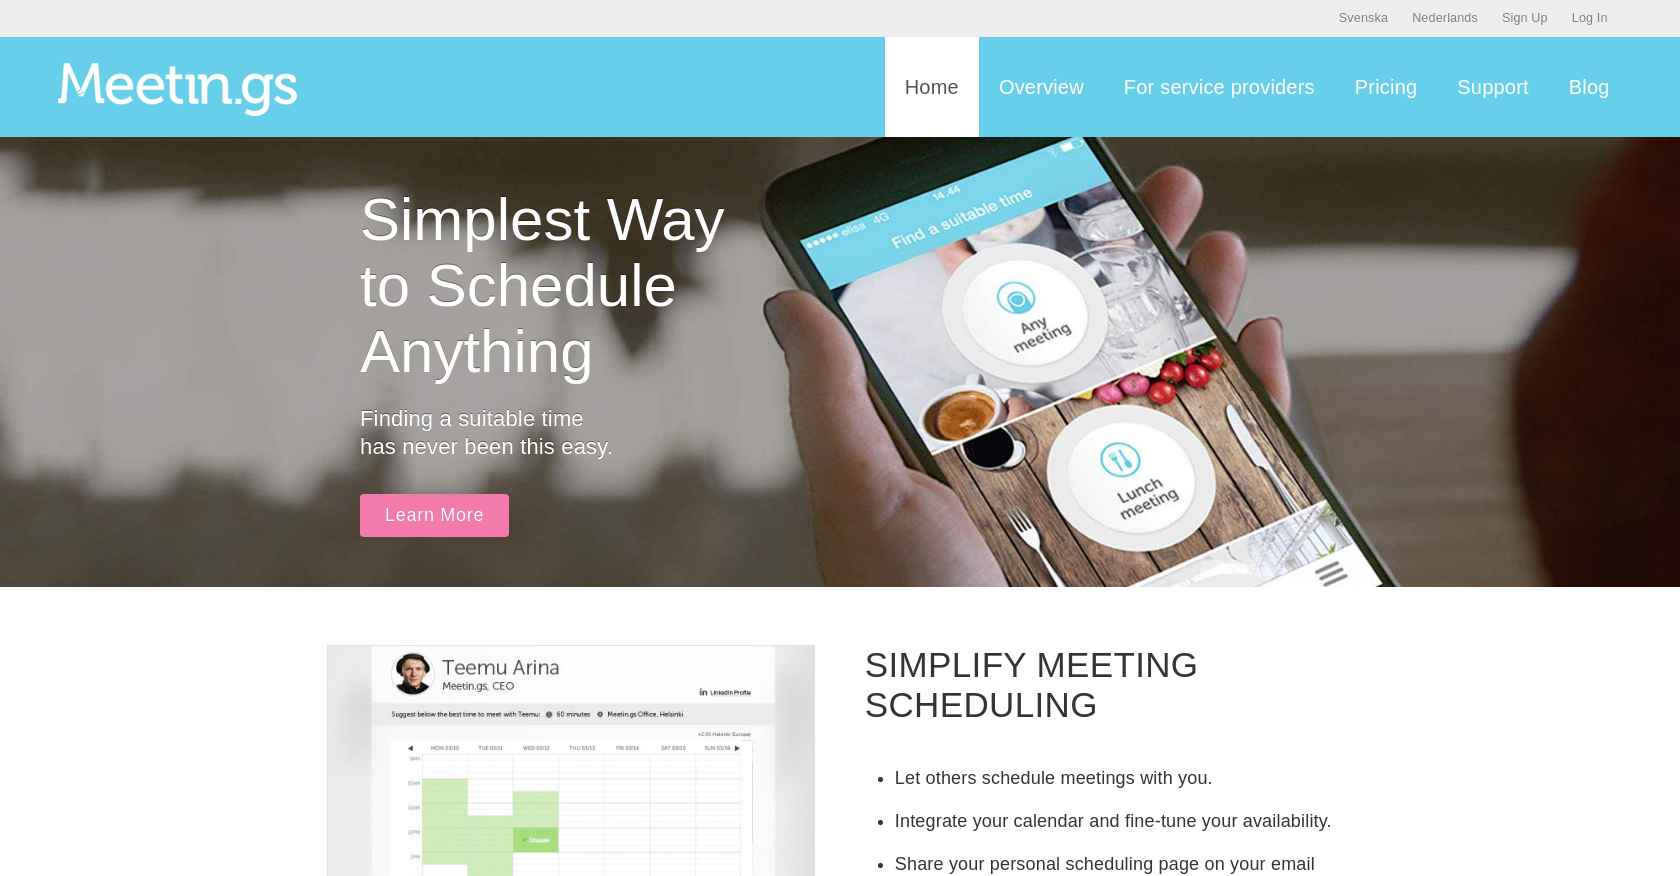 Svenska Nederlands Sign Up Log In
Meetin.gs
Home Overview For service providers Pricing Support Blog
Simplest Way
to Schedule
Anything
Finding a suitable time
has never been this easy.
Learn More
elisa 4G 14.44
Find a suitable time
Any
meeting
Lunch
meeting
Teemu Arina
Meetin.gs, CEO
in LinkedIn Profile
Suggest below the best time to meet with Teemu: 60 minutes Meetin.gs Office, Helsinki
+2:00 Helsinki (Europe)
MON 03/10 TUE 03/11 WED 03/12 THU 03/13 FRI 03/14 SAT 03/15 SUN 03/16
9AM
10AM
11AM
12PM
Choose
1PM
SIMPLIFY MEETING
SCHEDULING
Let others schedule meetings with you.
Integrate your calendar and fine-tune your availability.
Share your personal scheduling page on your email